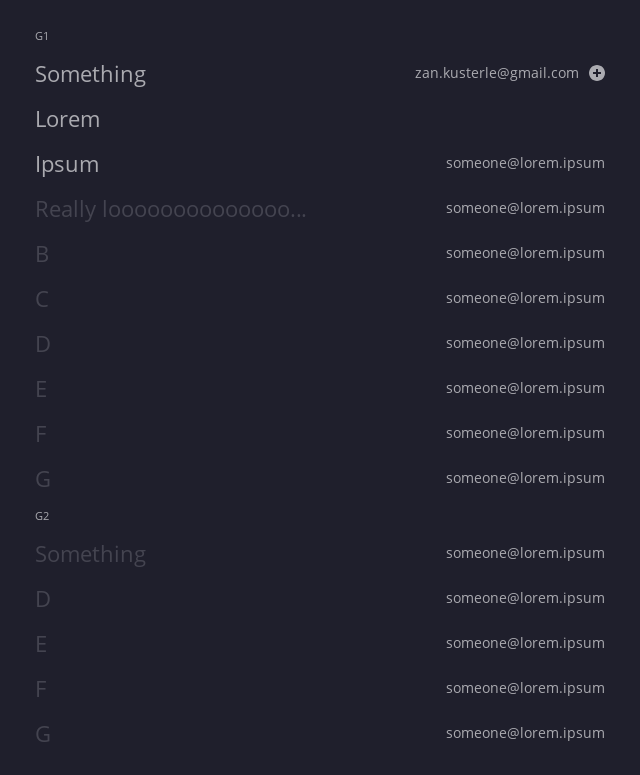 G1
Something zan.kusterle@gmail.com
Lorem
Ipsum someone@lorem.ipsum
Really loooooooooooooo... someone@lorem.ipsum
B someone@lorem.ipsum
C someone@lorem.ipsum
D someone@lorem.ipsum
E someone@lorem.ipsum
F someone@lorem.ipsum
G someone@lorem.ipsum
G2
Something someone@lorem.ipsum
D someone@lorem.ipsum
E someone@lorem.ipsum
F someone@lorem.ipsum
G someone@lorem.ipsum